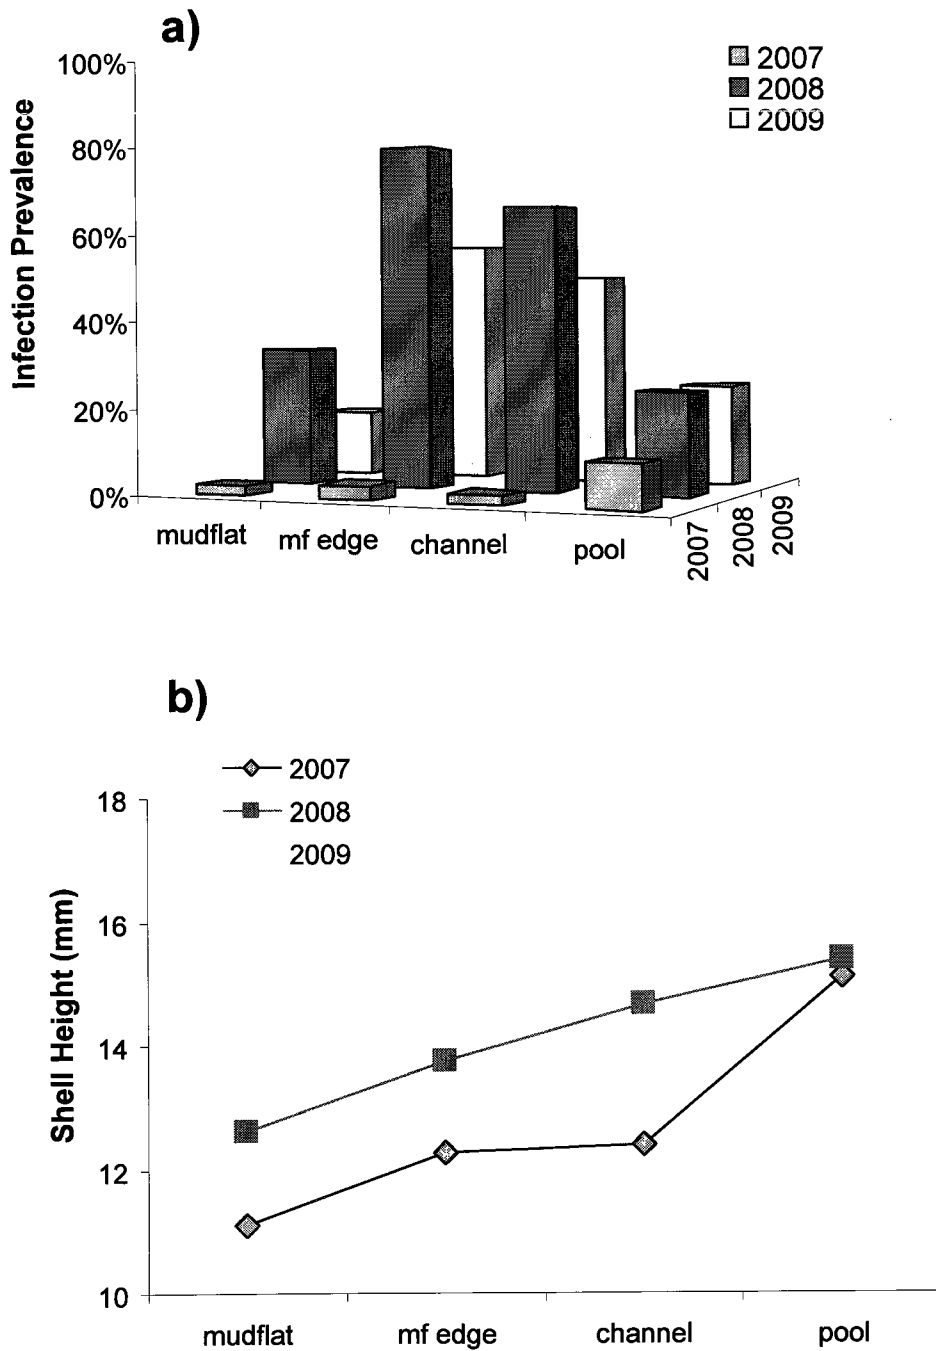 a)
100%
80%
60%
40%
20%
0%
Infection Prevalence
2007
2008
2009
mudflat
mf edge
channel
pool
2007
2008
2009
b)
2007
2008
2009
18
16
14
12
10
Shell Height (mm)
mudflat
mf edge
channel
pool